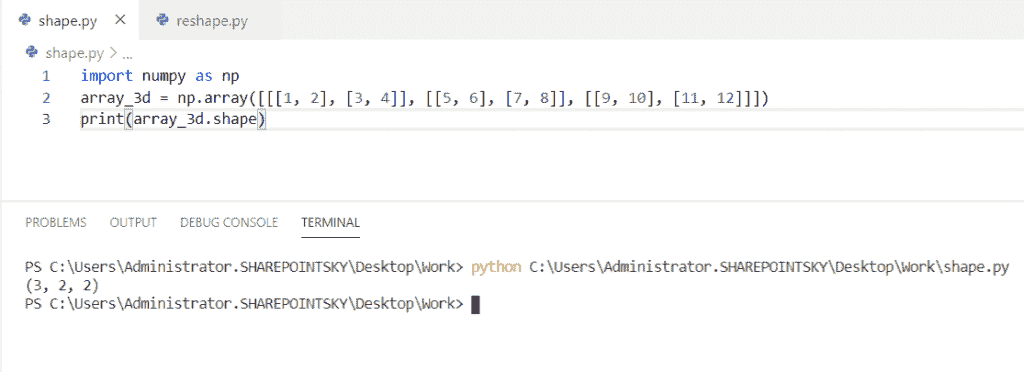 shape.py × reshape.py
shape.py > ...
1 import numpy as np
2 array_3d = np.array([[[1, 2], [3, 4]], [[5, 6], [7, 8]], [[9, 10], [11, 12]]])
3 print(array_3d.shape)
PROBLEMS OUTPUT DEBUG CONSOLE TERMINAL
PS C:\Users\Administrator.SHAREPOINTSKY\Desktop\Work> python C:\Users\Administrator.SHAREPOINTSKY\Desktop\Work\shape.py
(3, 2, 2)
PS C:\Users\Administrator.SHAREPOINTSKY\Desktop\Work>